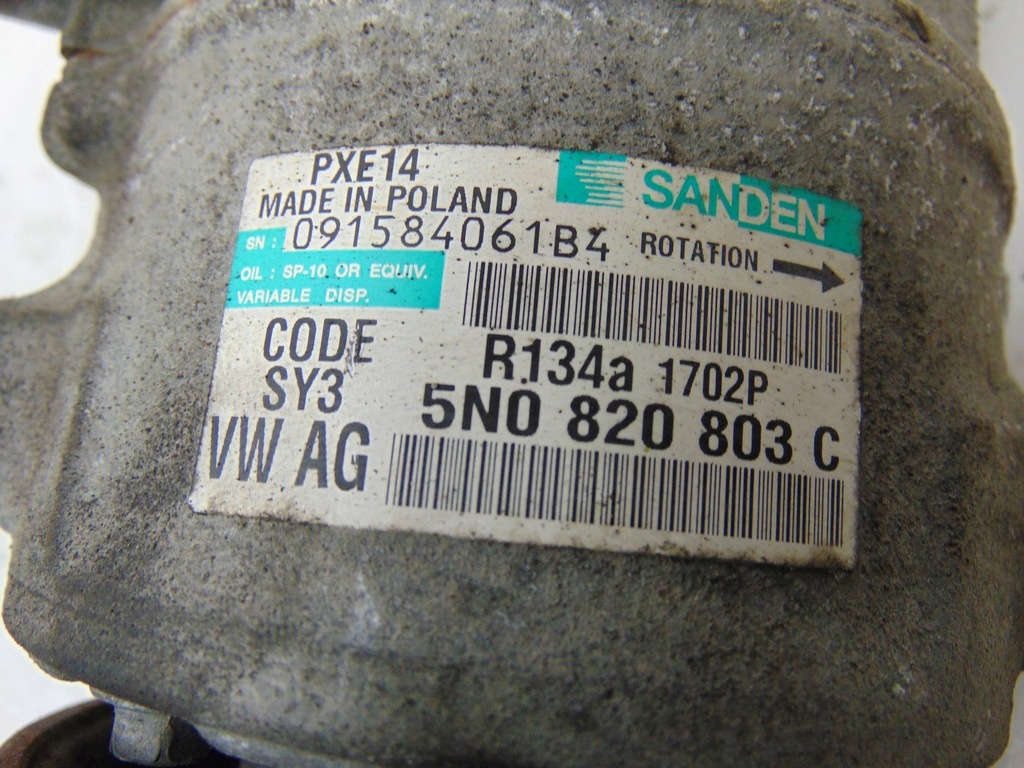 PXE14
SANDEN
MADE IN POLAND
SN : 091584061B4
ROTATION
OIL : SP-10 OR EQUIV.
VARIABLE DISP.
CODE
SY3
R134a 1702P
5N0 820 803 C
VW AG